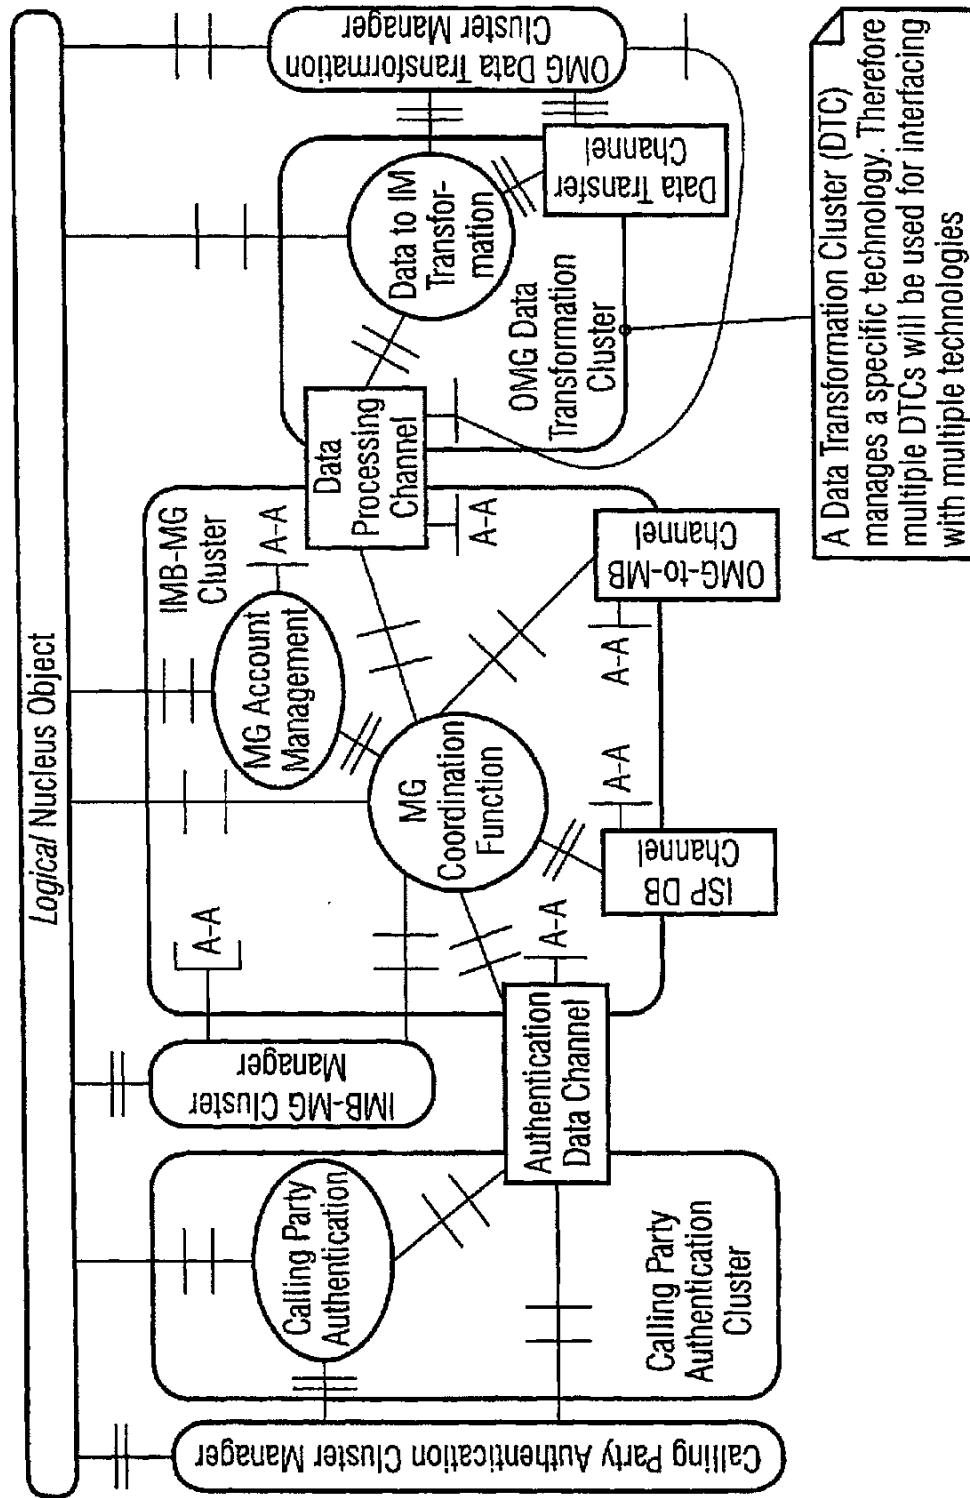 Logical Nucleus Object
Calling Party Authentication Cluster Manager
Calling Party
Authentication
Calling Party
Authentication
Cluster
IMB-MG Cluster
Manager
A-A
Authentication
Data Channel
A-A
MG
Coordination
Function
MG Account
Management
IMB-MG
Cluster
A-A
ISP DB
Channel
A-A
OMG-to-MB
Channel
A-A
Data
Processing
Channel
A-A
Data to IM
Transfor-
mation
OMG Data
Transformation
Cluster
Data Transfer
Channel
OMG Data Transformation
Cluster Manager
A Data Transformation Cluster (DTC)
manages a specific technology. Therefore
multiple DTCs will be used for interfacing
with multiple technologies